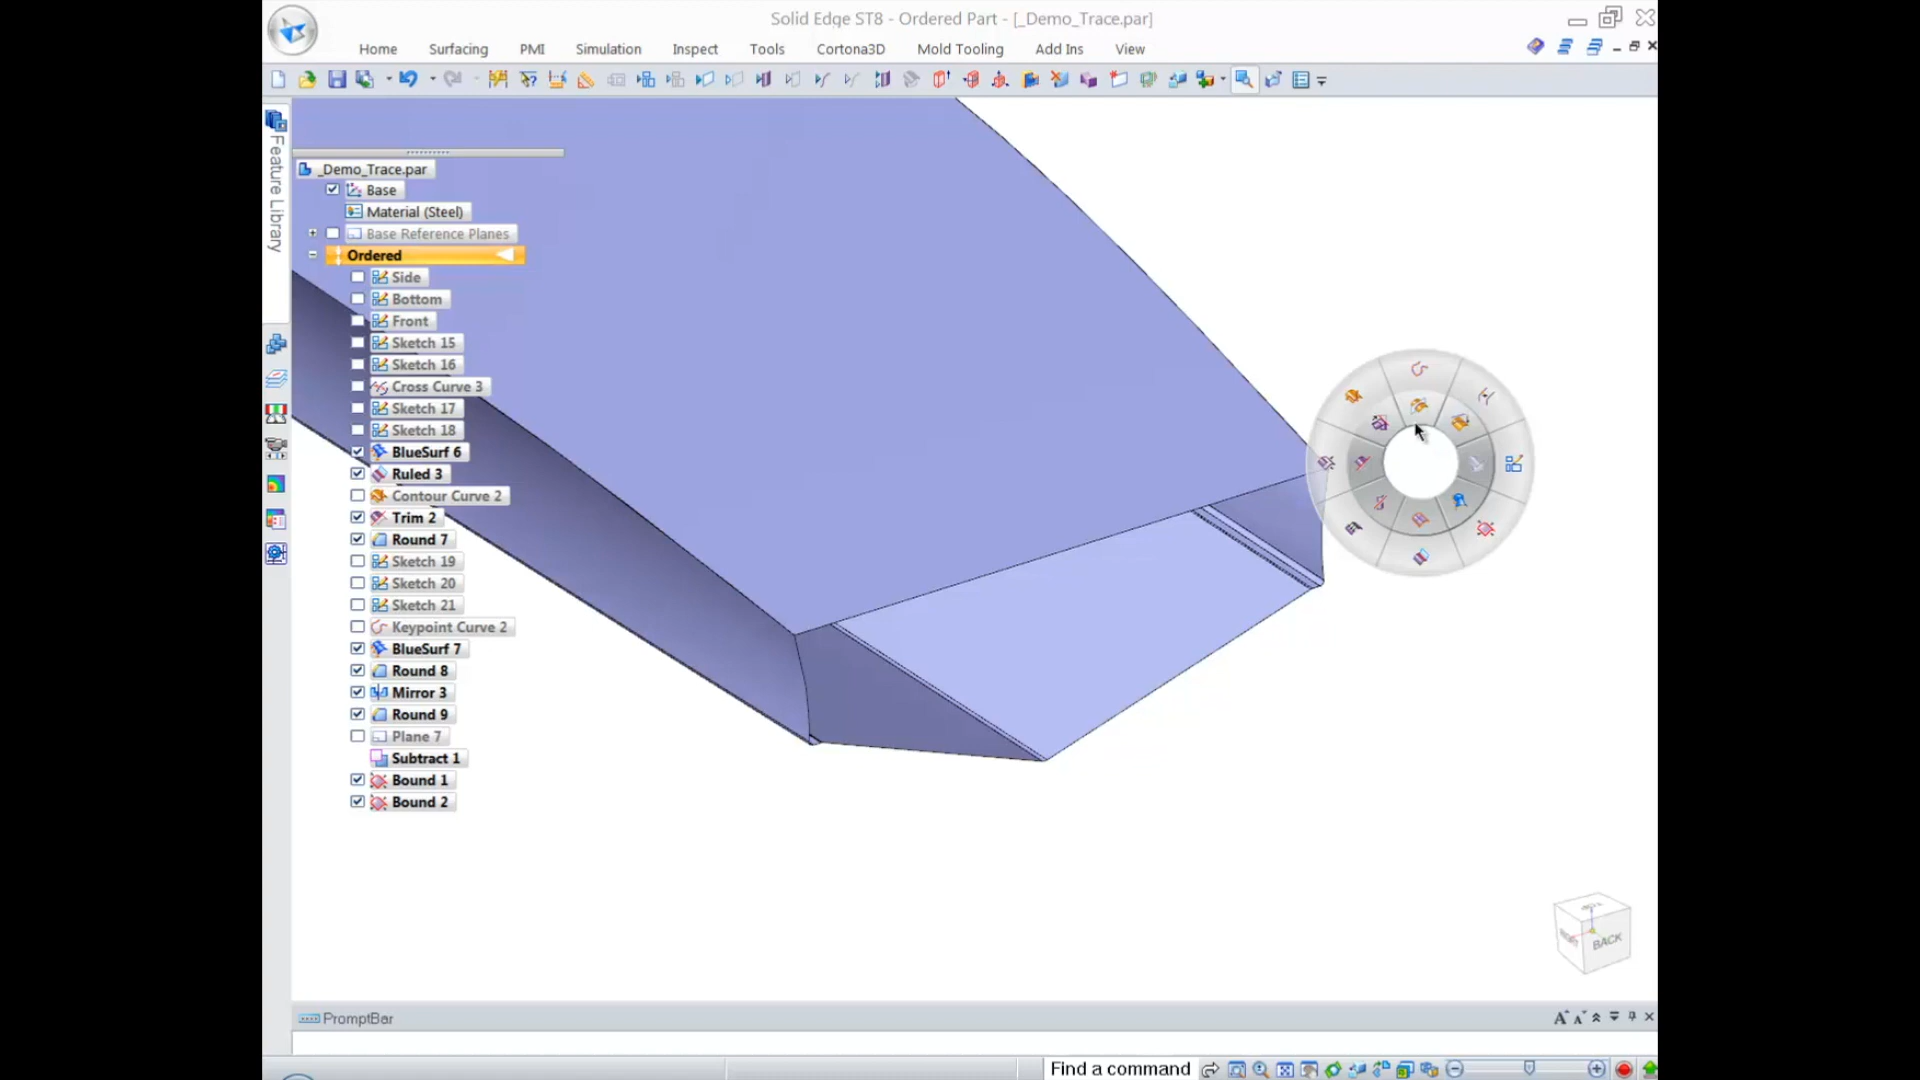 Solid Edge ST8 - Ordered Part - [_Demo_Trace.par]
Home Surfacing PMI Simulation Inspect Tools Cortona3D Mold Tooling Add Ins View
Feature Library
_Demo_Trace.par
Base
Material (Steel)
Base Reference Planes
Ordered
Side
Bottom
Front
Sketch 15
Sketch 16
Cross Curve 3
Sketch 17
Sketch 18
BlueSurf 6
Ruled 3
Contour Curve 2
Trim 2
Round 7
Sketch 19
Sketch 20
Sketch 21
Keypoint Curve 2
BlueSurf 7
Round 8
Mirror 3
Round 9
Plane 7
Subtract 1
Bound 1
Bound 2
TOP
RIGHT
BACK
PromptBar
Find a command